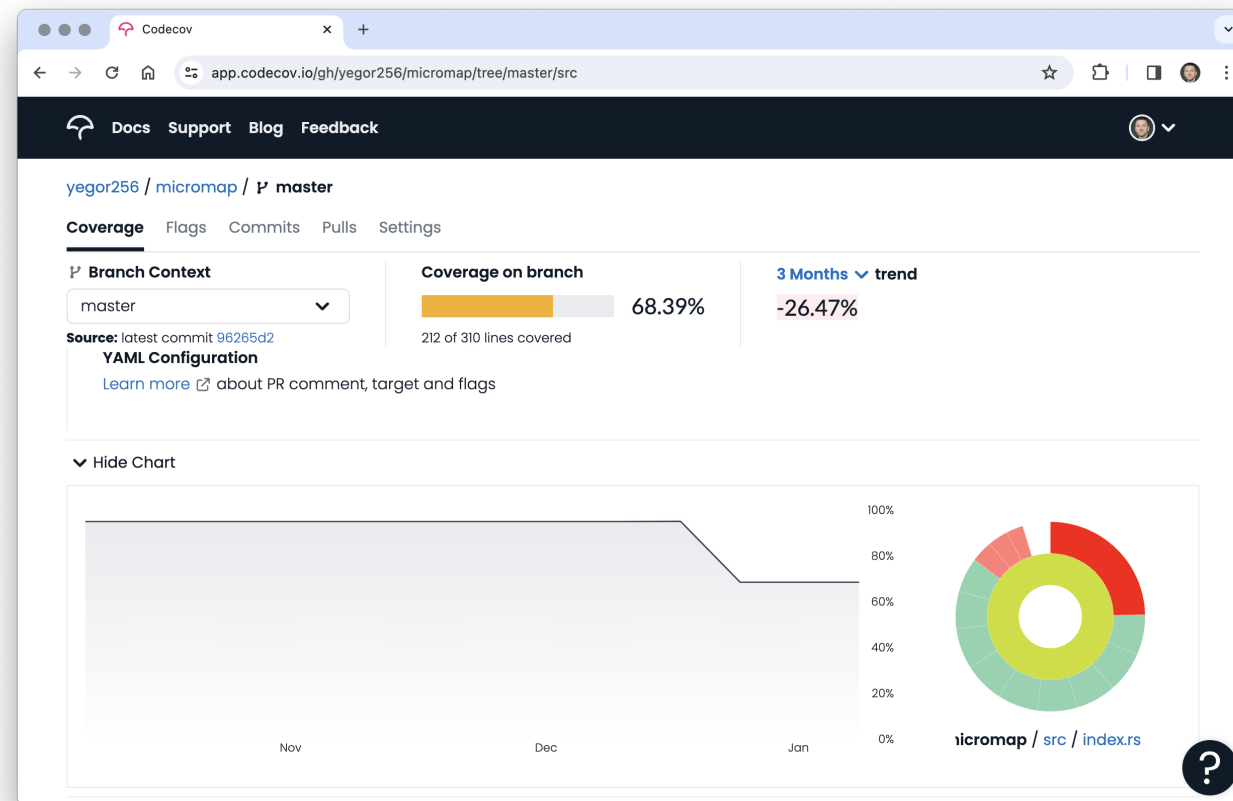 Codecov
app.codecov.io/gh/yegor256/micromap/tree/master/src
Docs Support Blog Feedback
yegor256 / micromap / master
Coverage Flags Commits Pulls Settings
Branch Context
master
Source: latest commit 96265d2
Coverage on branch
68.39%
212 of 310 lines covered
3 Months trend
-26.47%
YAML Configuration
Learn more about PR comment, target and flags
Hide Chart
100%
80%
60%
40%
20%
0%
Nov Dec Jan
micromap / src / index.rs
?